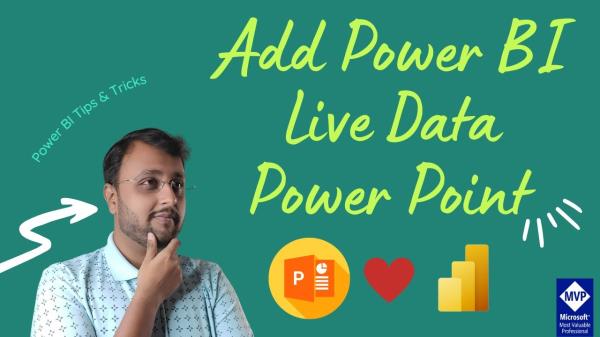 Add Power BI
Live Data
Power Point
Power BI Tips & Tricks
P
MVP
Microsoft®
Most Valuable
Professional